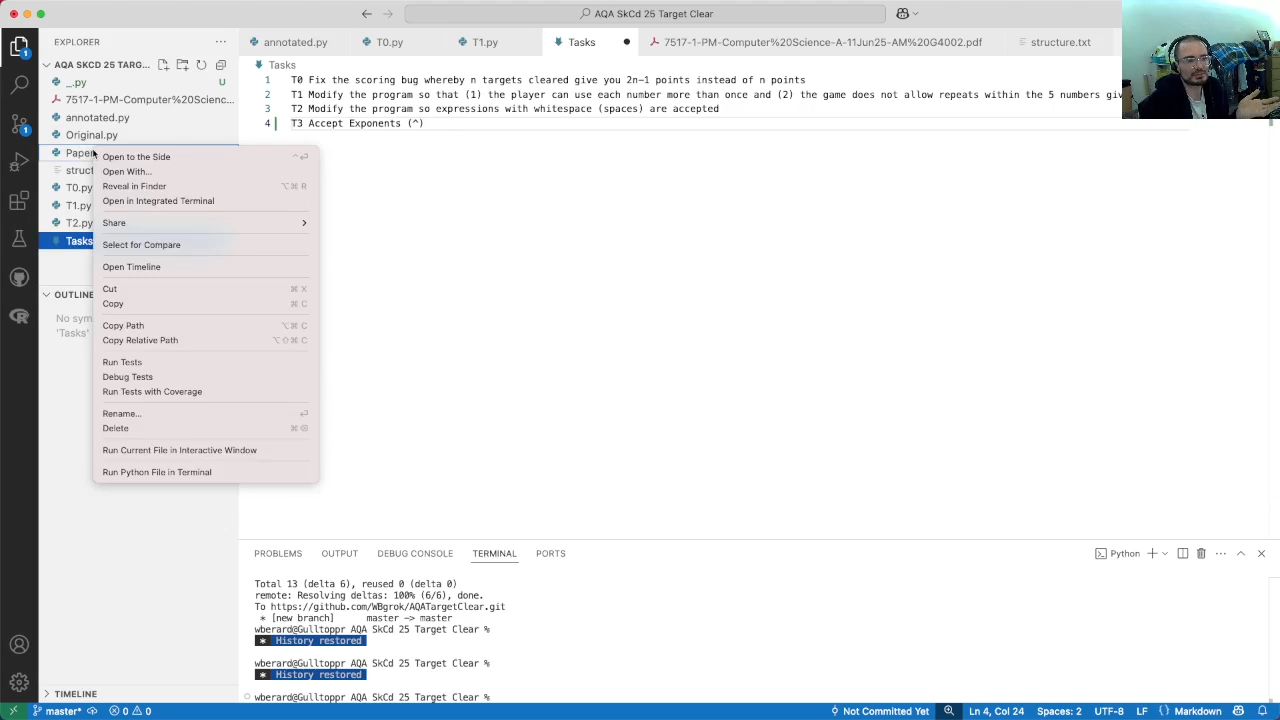 AQA SkCd 25 Target Clear
EXPLORER
annotated.py
T0.py
T1.py
Tasks
7517-1-PM-Computer%20Science-A-11Jun25-AM%20G4002.pdf
structure.txt
AQA SKCD 25 TARG...
_.py
U
7517-1-PM-Computer%20Scienc...
annotated.py
Original.py
Paper
struct
T0.py
T1.py
T2.py
Tasks
Tasks
1 T0 Fix the scoring bug whereby n targets cleared give you 2n-1 points instead of n points
2 T1 Modify the program so that (1) the player can use each number more than once and (2) the game does not allow repeats within the 5 numbers giv
3 T2 Modify the program so expressions with whitespace (spaces) are accepted
4 T3 Accept Exponents (^)
Open to the Side
Open With...
Reveal in Finder ⌥⌘ R
Open in Integrated Terminal
Share
Select for Compare
Open Timeline
Cut ⌘ X
Copy ⌘ C
Copy Path ⌥⌘ C
Copy Relative Path ⌥⇧⌘ C
Run Tests
Debug Tests
Run Tests with Coverage
Rename...
Delete
Run Current File in Interactive Window
Run Python File in Terminal
OUTLINE
No sym
'Tasks'
TIMELINE
PROBLEMS OUTPUT DEBUG CONSOLE TERMINAL PORTS
Python
Total 13 (delta 6), reused 0 (delta 0)
remote: Resolving deltas: 100% (6/6), done.
To https://github.com/WBgrok/AQATargetClear.git
* [new branch] master -> master
wberard@Gulltoppr AQA SkCd 25 Target Clear %
* History restored
wberard@Gulltoppr AQA SkCd 25 Target Clear %
* History restored
wberard@Gulltoppr AQA SkCd 25 Target Clear %
master* 0 0
Not Committed Yet
Ln 4, Col 24
Spaces: 2
UTF-8
LF
Markdown